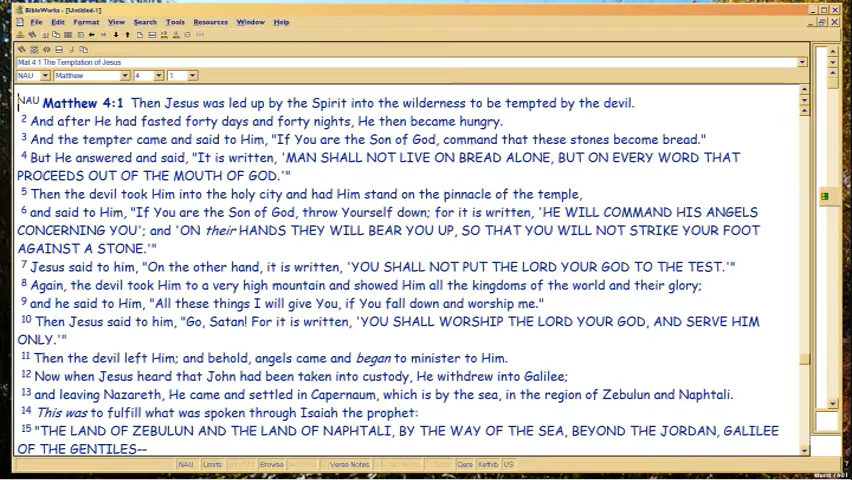 BibleWorks - [Untitled-1]
File Edit Format View Search Tools Resources Window Help
Mat 4:1 The Temptation of Jesus
NAU Matthew 4 1
NAU Matthew 4:1 Then Jesus was led up by the Spirit into the wilderness to be tempted by the devil.
2 And after He had fasted forty days and forty nights, He then became hungry.
3 And the tempter came and said to Him, "If You are the Son of God, command that these stones become bread."
4 But He answered and said, "It is written, 'MAN SHALL NOT LIVE ON BREAD ALONE, BUT ON EVERY WORD THAT
PROCEEDS OUT OF THE MOUTH OF GOD.'"
5 Then the devil took Him into the holy city and had Him stand on the pinnacle of the temple,
6 and said to Him, "If You are the Son of God, throw Yourself down; for it is written, 'HE WILL COMMAND HIS ANGELS
CONCERNING YOU'; and 'ON their HANDS THEY WILL BEAR YOU UP, SO THAT YOU WILL NOT STRIKE YOUR FOOT
AGAINST A STONE.'"
7 Jesus said to him, "On the other hand, it is written, 'YOU SHALL NOT PUT THE LORD YOUR GOD TO THE TEST.'"
8 Again, the devil took Him to a very high mountain and showed Him all the kingdoms of the world and their glory;
9 and he said to Him, "All these things I will give You, if You fall down and worship me."
10 Then Jesus said to him, "Go, Satan! For it is written, 'YOU SHALL WORSHIP THE LORD YOUR GOD, AND SERVE HIM
ONLY.'"
11 Then the devil left Him; and behold, angels came and began to minister to Him.
12 Now when Jesus heard that John had been taken into custody, He withdrew into Galilee;
13 and leaving Nazareth, He came and settled in Capernaum, which is by the sea, in the region of Zebulun and Naphtali.
14 This was to fulfill what was spoken through Isaiah the prophet:
15 "THE LAND OF ZEBULUN AND THE LAND OF NAPHTALI, BY THE WAY OF THE SEA, BEYOND THE JORDAN, GALILEE
OF THE GENTILES--
NAU Limits Browse Verse Notes Qere Kethib US